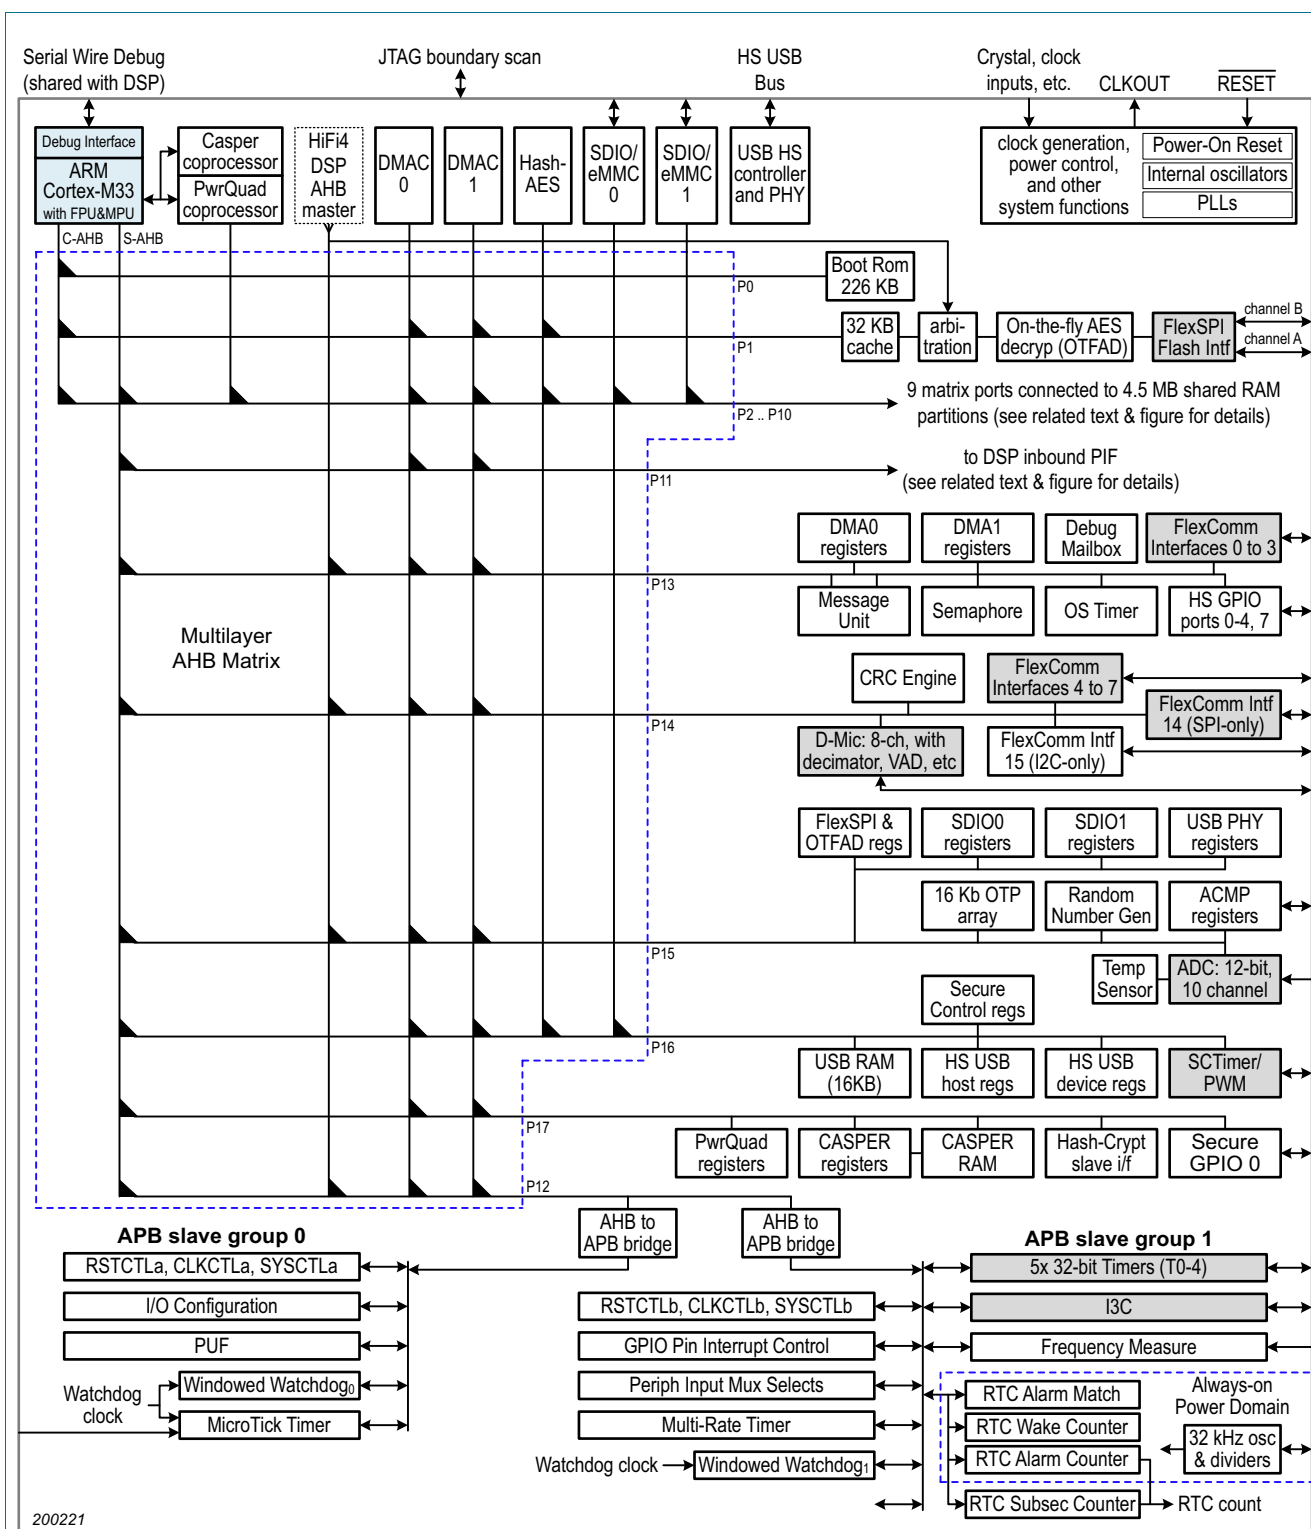 Serial Wire Debug
(shared with DSP)
JTAG boundary scan
HS USB
Bus
Crystal, clock
inputs, etc.
CLKOUT
RESET
Debug Interface
ARM
Cortex-M33
with FPU&MPU
Casper
coprocessor
PwrQuad
coprocessor
HiFi4
DSP
AHB
master
DMAC
0
DMAC
1
Hash-
AES
SDIO/
eMMC
0
SDIO/
eMMC
1
USB HS
controller
and PHY
clock generation,
power control,
and other
system functions
Power-On Reset
Internal oscillators
PLLs
C-AHB
S-AHB
Boot Rom
226 KB
P0
32 KB
cache
arbi-
tration
On-the-fly AES
decryp (OTFAD)
FlexSPI
Flash Intf
channel B
channel A
P1
9 matrix ports connected to 4.5 MB shared RAM
partitions (see related text & figure for details)
P2 .. P10
to DSP inbound PIF
(see related text & figure for details)
P11
DMA0
registers
DMA1
registers
Debug
Mailbox
FlexComm
Interfaces 0 to 3
P13
Message
Unit
Semaphore
OS Timer
HS GPIO
ports 0-4, 7
Multilayer
AHB Matrix
CRC Engine
FlexComm
Interfaces 4 to 7
FlexComm Intf
14 (SPI-only)
P14
D-Mic: 8-ch, with
decimator, VAD, etc
FlexComm Intf
15 (I2C-only)
FlexSPI &
OTFAD regs
SDIO0
registers
SDIO1
registers
USB PHY
registers
16 Kb OTP
array
Random
Number Gen
ACMP
registers
P15
Temp
Sensor
ADC: 12-bit,
10 channel
Secure
Control regs
P16
USB RAM
(16KB)
HS USB
host regs
HS USB
device regs
SCTimer/
PWM
P17
PwrQuad
registers
CASPER
registers
CASPER
RAM
Hash-Crypt
slave i/f
Secure
GPIO 0
P12
AHB to
APB bridge
AHB to
APB bridge
APB slave group 0
RSTCTLa, CLKCTLa, SYSCTLa
I/O Configuration
PUF
Watchdog
clock
Windowed Watchdog0
MicroTick Timer
APB slave group 1
RSTCTLb, CLKCTLb, SYSCTLb
GPIO Pin Interrupt Control
Periph Input Mux Selects
Multi-Rate Timer
Watchdog clock
Windowed Watchdog1
5x 32-bit Timers (T0-4)
I3C
Frequency Measure
RTC Alarm Match
RTC Wake Counter
RTC Alarm Counter
RTC Subsec Counter
Always-on
Power Domain
32 kHz osc
& dividers
RTC count
200221